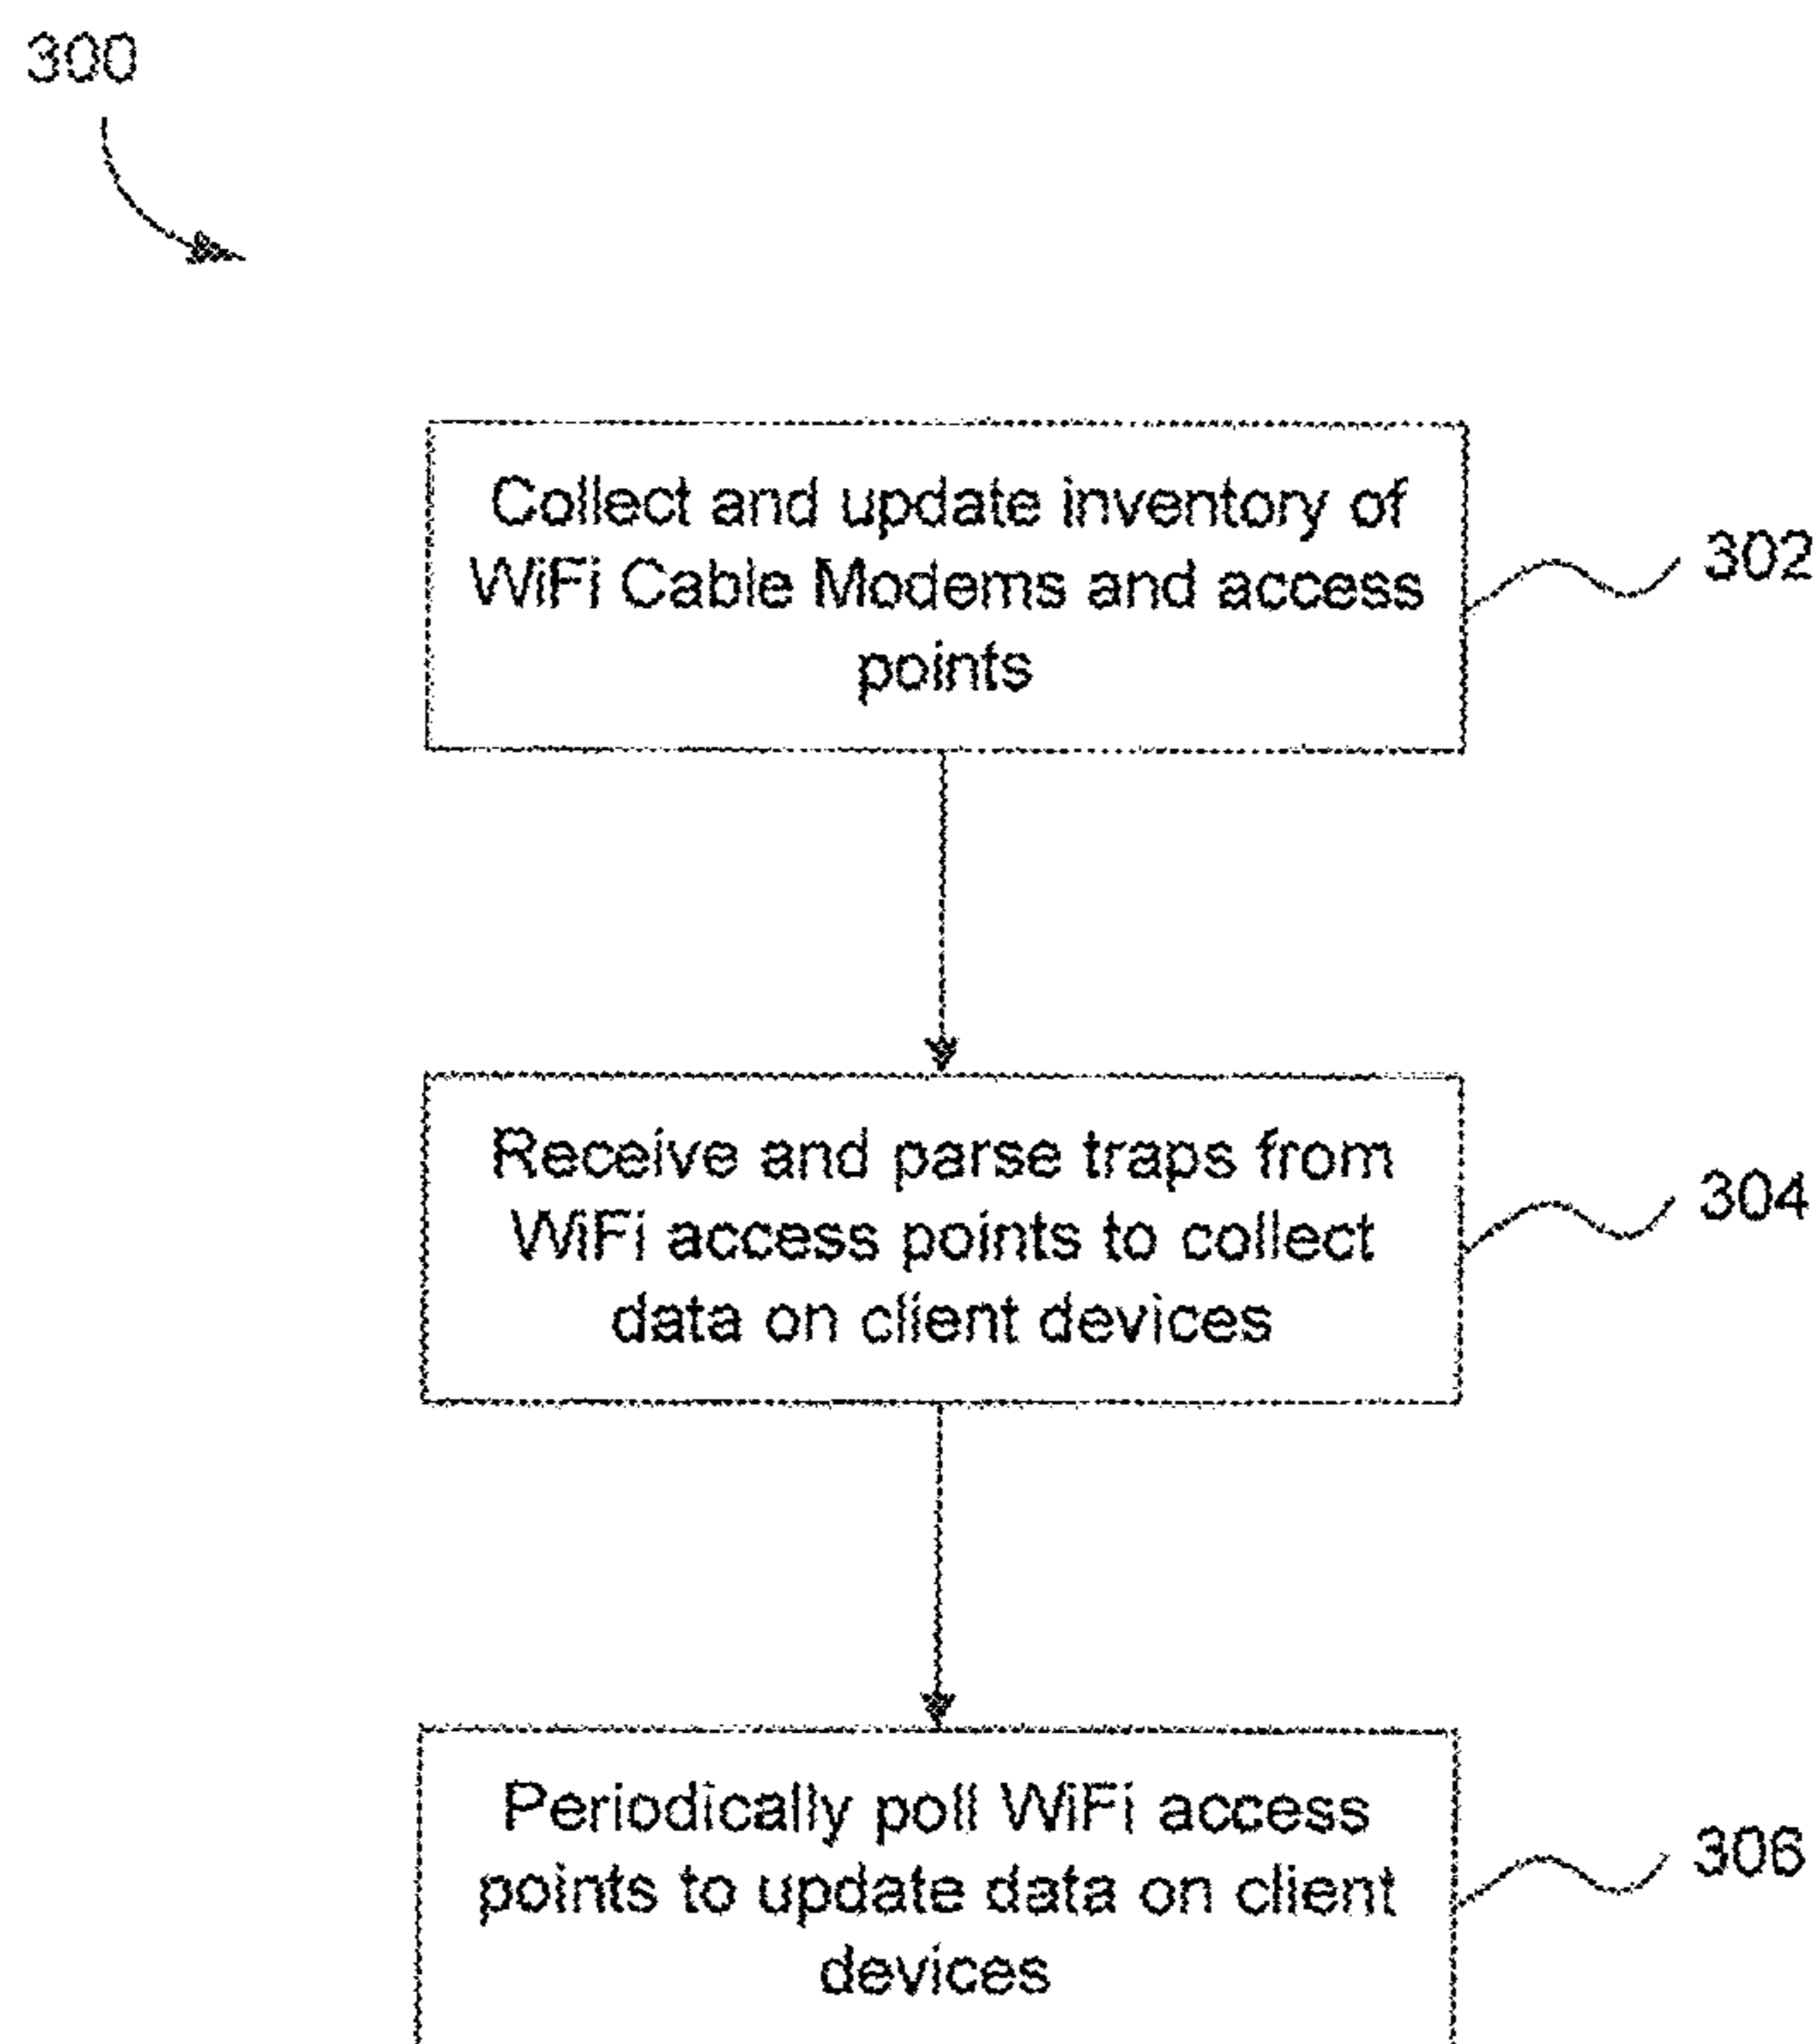 300
Collect and update inventory of
WiFi Cable Modems and access
points
302
Receive and parse traps from
WiFi access points to collect
data on client devices
304
Periodically poll WiFi access
points to update data on client
devices
306